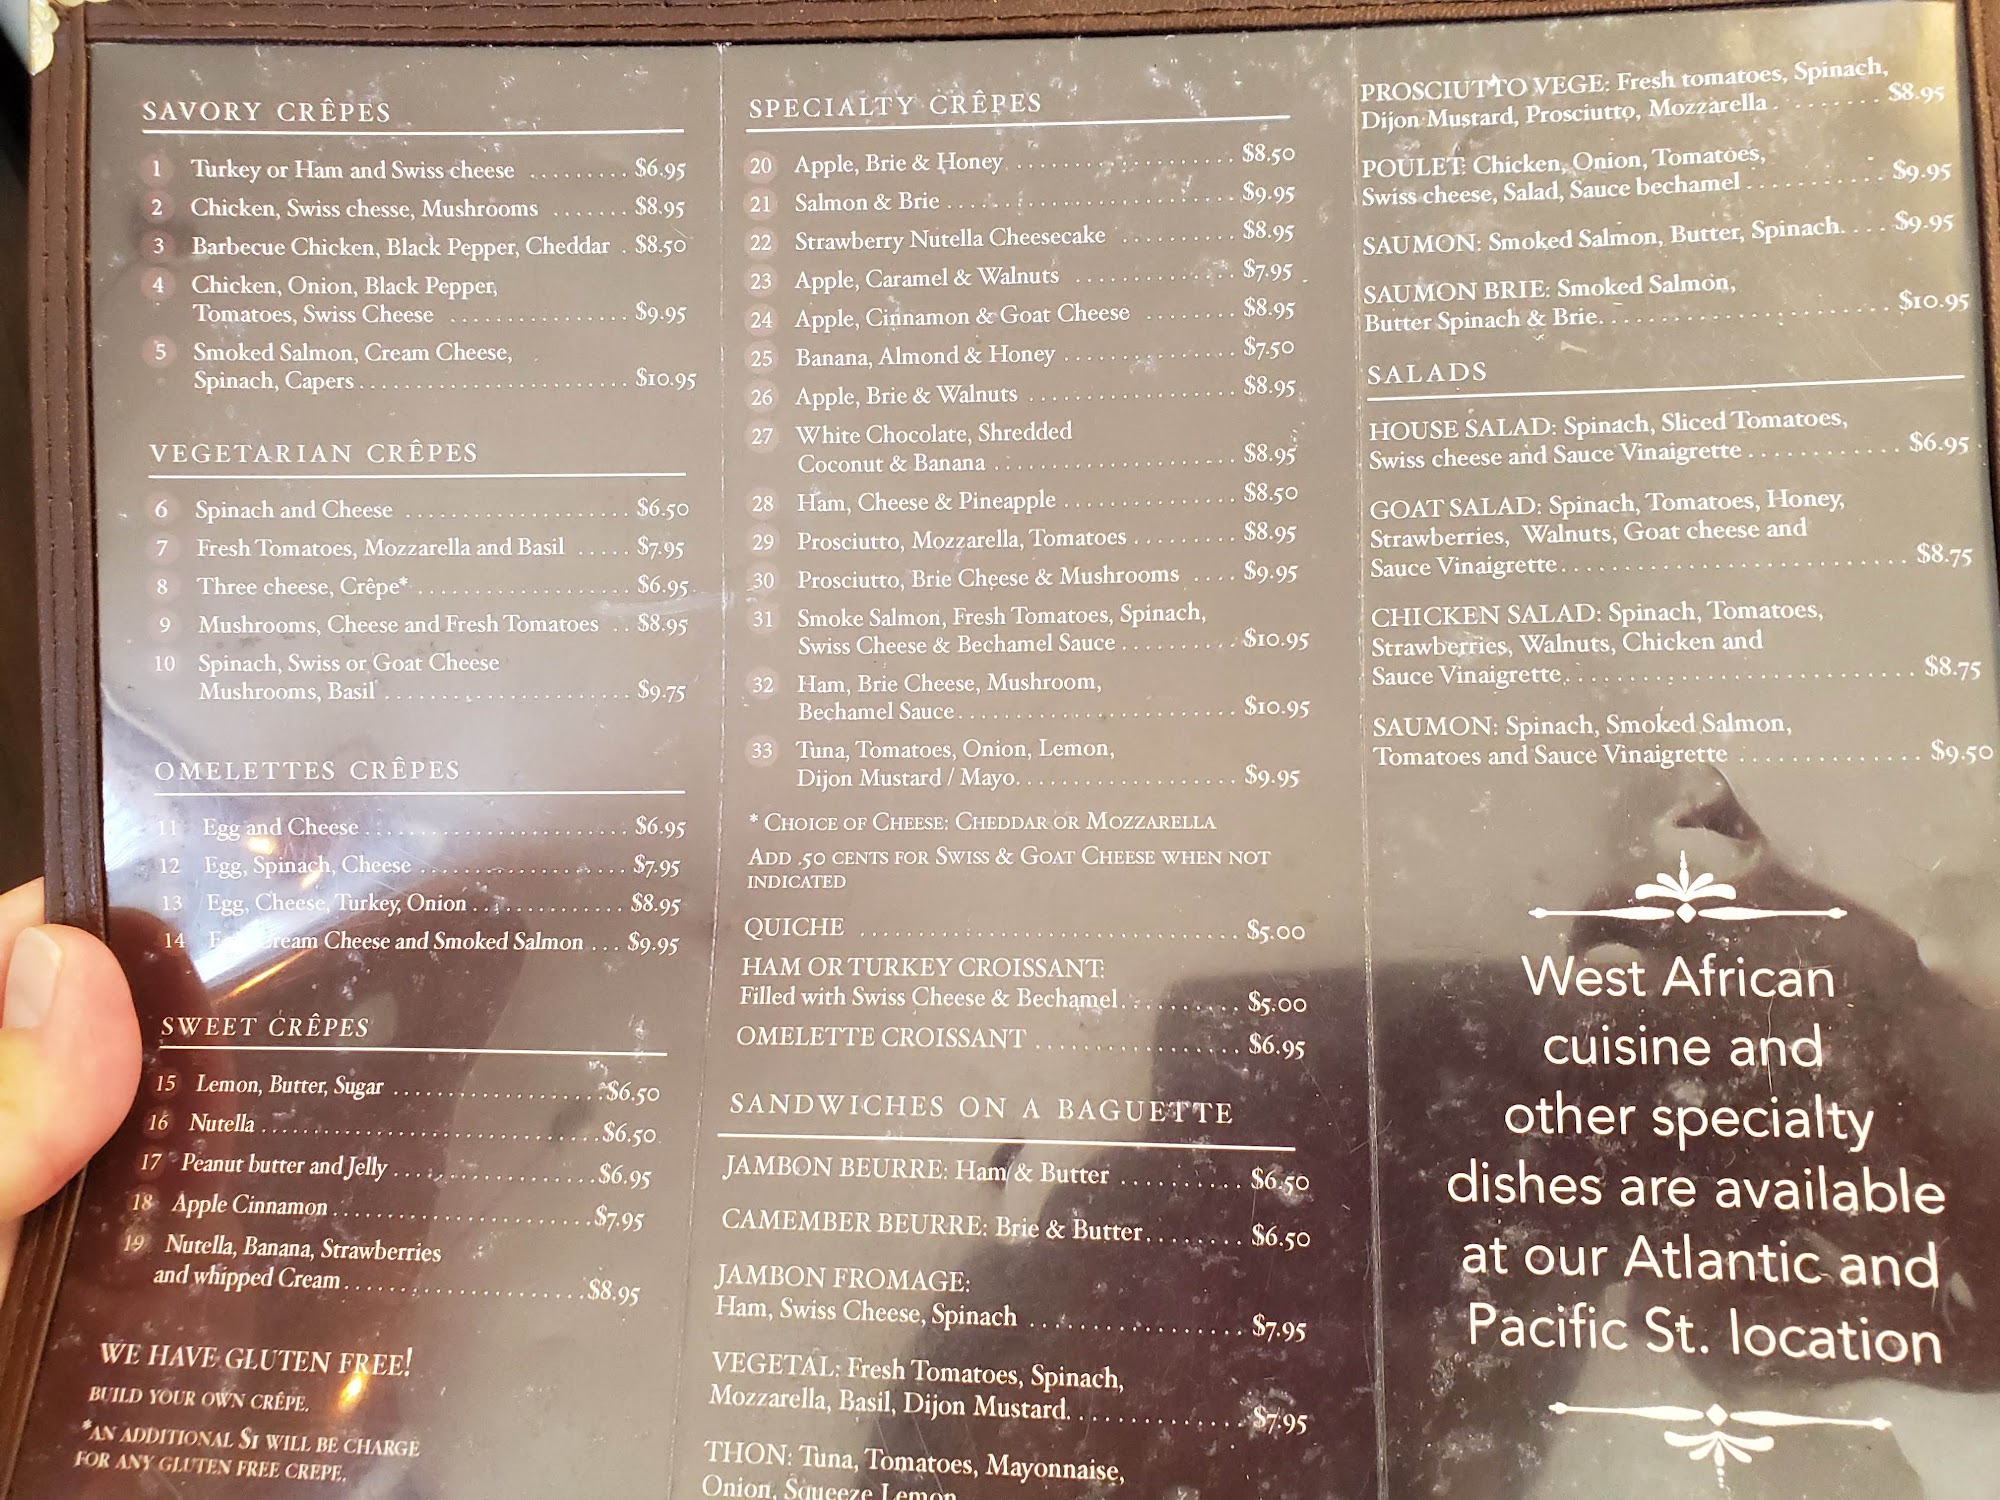 SAVORY CRÊPES
1 Turkey or Ham and Swiss cheese ......... $6.95
2 Chicken, Swiss chesse, Mushrooms ....... $8.95
3 Barbecue Chicken, Black Pepper, Cheddar . $8.50
4 Chicken, Onion, Black Pepper,
Tomatoes, Swiss Cheese ................ $9.95
5 Smoked Salmon, Cream Cheese,
Spinach, Capers ........................ $10.95
VEGETARIAN CRÊPES
6 Spinach and Cheese .................... $6.50
7 Fresh Tomatoes, Mozzarella and Basil ..... $7.95
8 Three cheese, Crêpe* ................... $6.95
9 Mushrooms, Cheese and Fresh Tomatoes .. $8.95
10 Spinach, Swiss or Goat Cheese
Mushrooms, Basil ...................... $9.75
OMELETTES CRÊPES
11 Egg and Cheese ........................ $6.95
12 Egg, Spinach, Cheese ................... $7.95
13 Egg, Cheese, Turkey, Onion .............. $8.95
14 Cream Cheese and Smoked Salmon ... $9.95
SWEET CRÊPES
15 Lemon, Butter, Sugar .................... $6.50
16 Nutella ................................ $6.50
17 Peanut butter and Jelly ................... $6.95
18 Apple Cinnamon ........................ $7.95
19 Nutella, Banana, Strawberries
and whipped Cream ...................... $8.95
WE HAVE GLUTEN FREE!
BUILD YOUR OWN CRÊPE.
*AN ADDITIONAL $1 WILL BE CHARGE
FOR ANY GLUTEN FREE CREPE.
SPECIALTY CRÊPES
20 Apple, Brie & Honey .................... $8.50
21 Salmon & Brie .......................... $9.95
22 Strawberry Nutella Cheesecake .......... $8.95
23 Apple, Caramel & Walnuts .............. $7.95
24 Apple, Cinnamon & Goat Cheese ........ $8.95
25 Banana, Almond & Honey ................ $7.50
26 Apple, Brie & Walnuts ................... $8.95
27 White Chocolate, Shredded
Coconut & Banana ...................... $8.95
28 Ham, Cheese & Pineapple ................ $8.50
29 Prosciutto, Mozzarella, Tomatoes .......... $8.95
30 Prosciutto, Brie Cheese & Mushrooms .... $9.95
31 Smoke Salmon, Fresh Tomatoes, Spinach,
Swiss Cheese & Bechamel Sauce ........... $10.95
32 Ham, Brie Cheese, Mushroom,
Bechamel Sauce ......................... $10.95
33 Tuna, Tomatoes, Onion, Lemon,
Dijon Mustard / Mayo .................... $9.95
* CHOICE OF CHEESE: CHEDDAR OR MOZZARELLA
ADD .50 CENTS FOR SWISS & GOAT CHEESE WHEN NOT
INDICATED
QUICHE ................................. $5.00
HAM OR TURKEY CROISSANT:
Filled with Swiss Cheese & Bechamel ........... $5.00
OMELETTE CROISSANT ................. $6.95
SANDWICHES ON A BAGUETTE
JAMBON BEURRE: Ham & Butter .......... $6.50
CAMEMBER BEURRE: Brie & Butter ........ $6.50
JAMBON FROMAGE:
Ham, Swiss Cheese, Spinach .................. $7.95
VEGETAL: Fresh Tomatoes, Spinach,
Mozzarella, Basil, Dijon Mustard. ............... $7.95
THON: Tuna, Tomatoes, Mayonnaise,
Onion, Squeeze Lemon
PROSCIUTTO VEGE: Fresh tomatoes, Spinach,
Dijon Mustard, Prosciutto, Mozzarella ......... $8.95
POULET: Chicken, Onion, Tomatoes,
Swiss cheese, Salad, Sauce bechamel ............ $9.95
SAUMON: Smoked Salmon, Butter, Spinach. .... $9.95
SAUMON BRIE: Smoked Salmon,
Butter Spinach & Brie. ....................... $10.95
SALADS
HOUSE SALAD: Spinach, Sliced Tomatoes,
Swiss cheese and Sauce Vinaigrette ............ $6.95
GOAT SALAD: Spinach, Tomatoes, Honey,
Strawberries, Walnuts, Goat cheese and
Sauce Vinaigrette .............................. $8.75
CHICKEN SALAD: Spinach, Tomatoes,
Strawberries, Walnuts, Chicken and
Sauce Vinaigrette .............................. $8.75
SAUMON: Spinach, Smoked Salmon,
Tomatoes and Sauce Vinaigrette .............. $9.50
West African
cuisine and
other specialty
dishes are available
at our Atlantic and
Pacific St. location